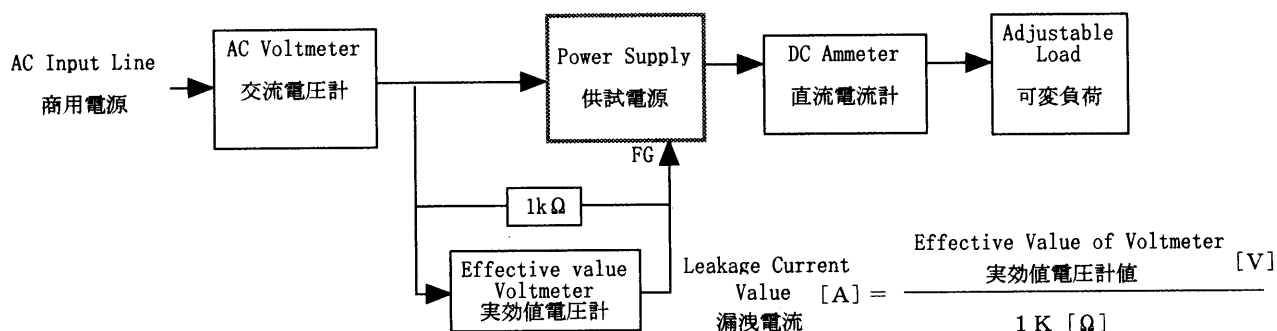 AC Input Line
商用電源
AC Voltmeter
交流電圧計
Power Supply
供試電源
DC Ammeter
直流電流計
Adjustable
Load
可変負荷
FG
1kΩ
Effective value
Voltmeter
実効値電圧計
Leakage Current
Value [A] =
漏洩電流
Effective Value of Voltmeter
実効値電圧計値 [V]
1 K [Ω]